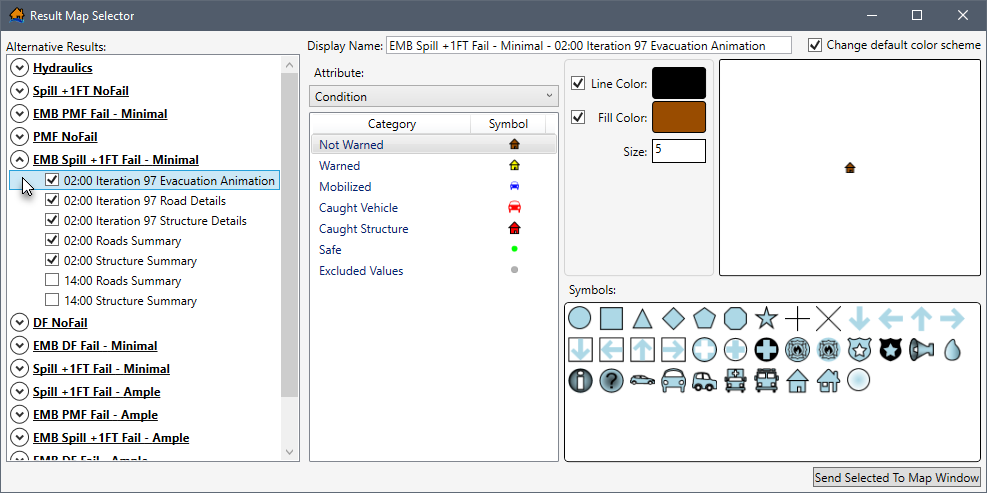 Result Map Selector
Alternative Results:
Hydraulics
Spill +1FT NoFail
EMB PMF Fail - Minimal
PMF NoFail
EMB Spill +1FT Fail - Minimal
02:00 Iteration 97 Evacuation Animation
02:00 Iteration 97 Road Details
02:00 Iteration 97 Structure Details
02:00 Roads Summary
02:00 Structure Summary
14:00 Roads Summary
14:00 Structure Summary
DF NoFail
EMB DF Fail - Minimal
Spill +1FT Fail - Minimal
Spill +1FT Fail - Ample
EMB PMF Fail - Ample
EMB Spill +1FT Fail - Ample
EMB DF Fail - Ample
Display Name: EMB Spill +1FT Fail - Minimal - 02:00 Iteration 97 Evacuation Animation
Change default color scheme
Attribute:
Condition
Category Symbol
Not Warned
Warned
Mobilized
Caught Vehicle
Caught Structure
Safe
Excluded Values
Line Color:
Fill Color:
Size: 5
Symbols:
Send Selected To Map Window